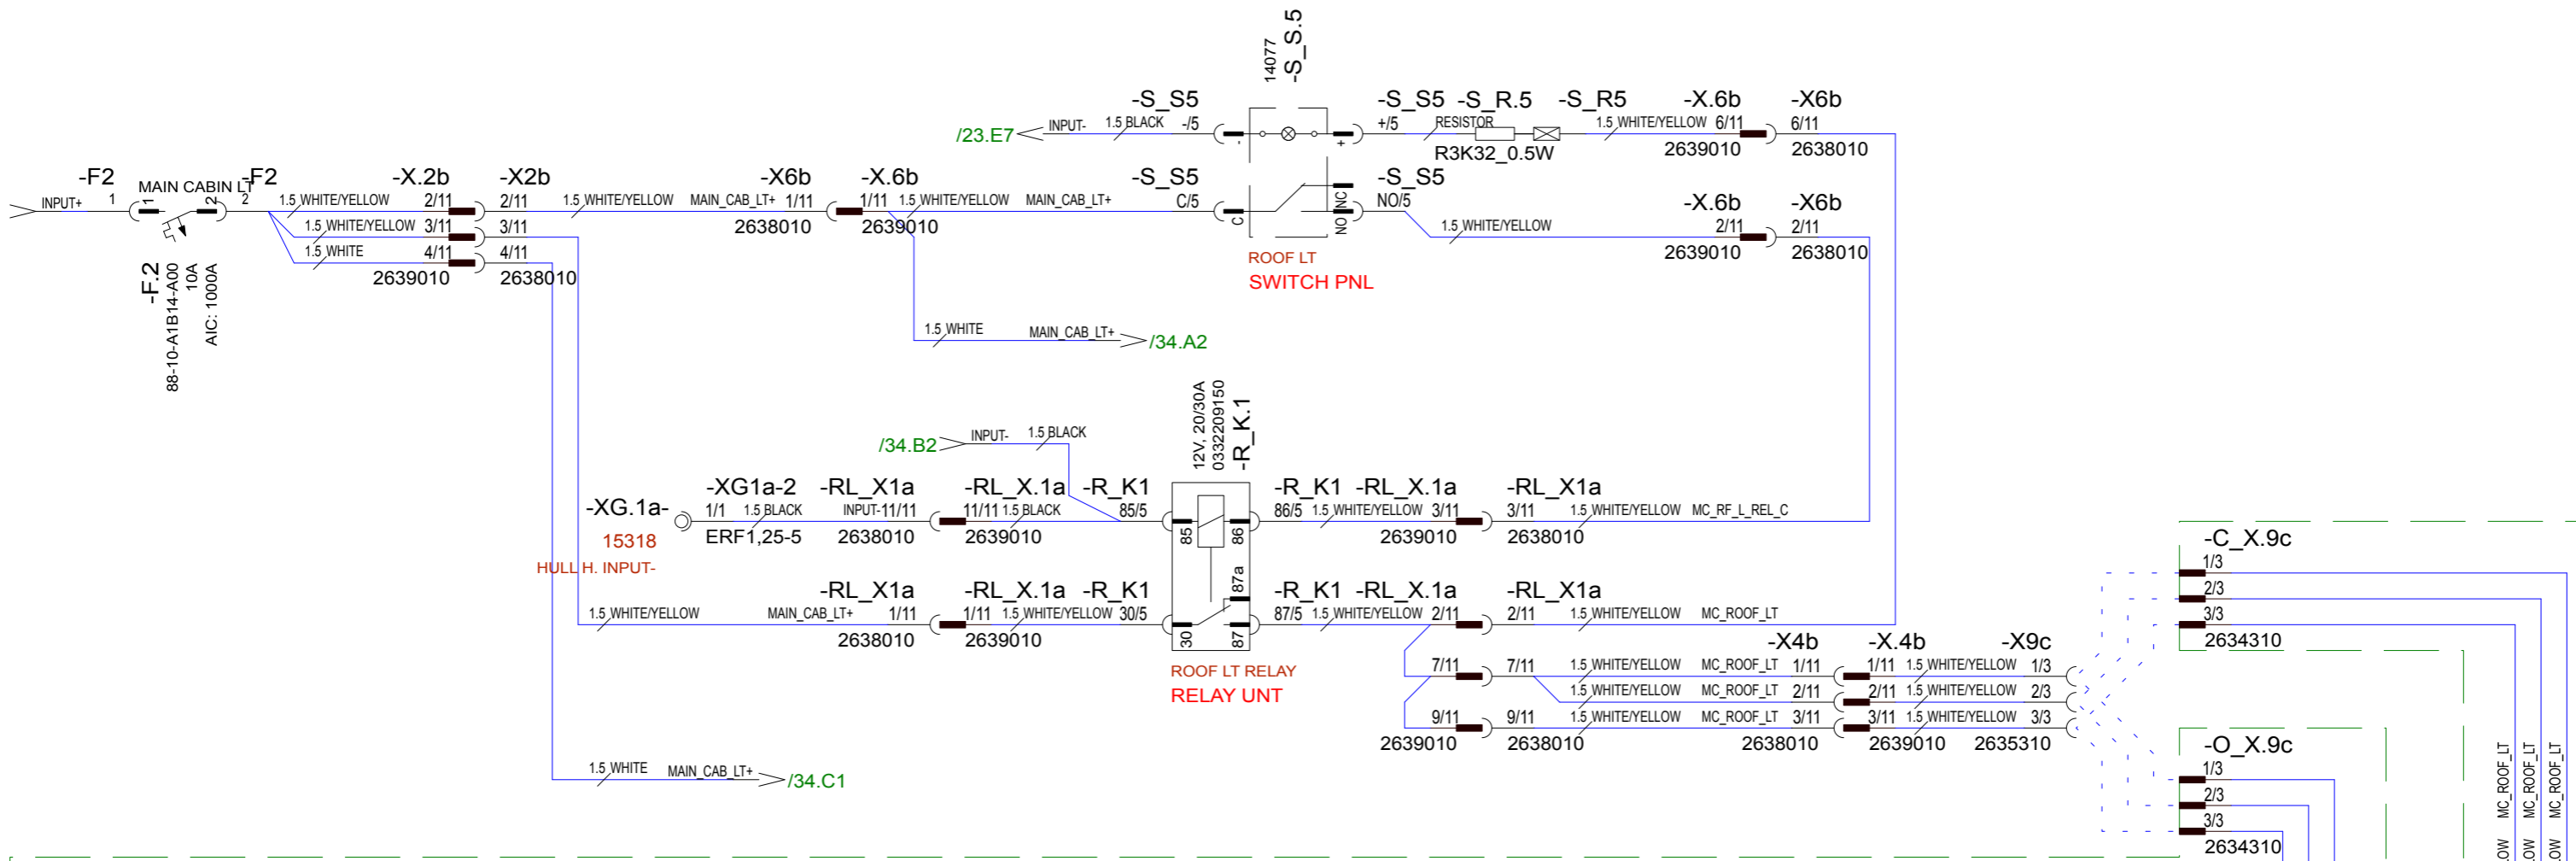 14077
-S_S.5
-S_S5
-S_S5
-S_R.5
-S_R5
-X.6b
-X6b
/23.E7
INPUT-
1.5 BLACK
-/5
-
+
+/5
RESISTOR
1.5 WHITE/YELLOW
6/11
6/11
R3K32_0.5W
2639010
2638010
-F2
MAIN CABIN LT
-F2
-X.2b
-X2b
-X6b
-X.6b
-S_S5
-S_S5
-X.6b
-X6b
INPUT+
1
1
2
2
1.5 WHITE/YELLOW
2/11
2/11
1.5 WHITE/YELLOW
MAIN_CAB_LT+
1/11
1/11
1.5 WHITE/YELLOW
MAIN_CAB_LT+
C/5
C
NO
NC
NO/5
1.5 WHITE/YELLOW
3/11
3/11
2638010
2639010
1.5 WHITE/YELLOW
2/11
2/11
1.5 WHITE
4/11
4/11
2639010
2638010
2639010
2638010
ROOF LT
SWITCH PNL
-F.2
88-10-A1B14-A00
10A
AIC: 1000A
1.5 WHITE
MAIN_CAB_LT+
/34.A2
12V, 20/30A
0332209150
-R_K.1
/34.B2
INPUT-
1.5 BLACK
-XG.1a-
-XG1a-2
-RL_X1a
-RL_X.1a
-R_K1
-R_K1
-RL_X.1a
-RL_X1a
1/1
1.5 BLACK
INPUT-
11/11
11/11
1.5 BLACK
85/5
85
86
86/5
1.5 WHITE/YELLOW
3/11
3/11
1.5 WHITE/YELLOW
MC_RF_L_REL_C
15318
ERF1,25-5
2638010
2639010
2639010
2638010
HULL H. INPUT-
-RL_X1a
-RL_X.1a
-R_K1
87a
-R_K1
-RL_X.1a
-RL_X1a
1.5 WHITE/YELLOW
MAIN_CAB_LT+
1/11
1/11
1.5 WHITE/YELLOW
30/5
30
87
87/5
1.5 WHITE/YELLOW
2/11
2/11
1.5 WHITE/YELLOW
MC_ROOF_LT
2638010
2639010
ROOF LT RELAY
RELAY UNT
-X4b
-X.4b
-X9c
7/11
7/11
1.5 WHITE/YELLOW
MC_ROOF_LT
1/11
1/11
1.5 WHITE/YELLOW
1/3
1.5 WHITE/YELLOW
MC_ROOF_LT
2/11
2/11
1.5 WHITE/YELLOW
2/3
9/11
9/11
1.5 WHITE/YELLOW
MC_ROOF_LT
3/11
3/11
1.5 WHITE/YELLOW
3/3
2639010
2638010
2638010
2639010
2635310
1.5 WHITE
MAIN_CAB_LT+
/34.C1
-C_X.9c
1/3
2/3
3/3
2634310
-O_X.9c
1/3
2/3
3/3
2634310
MC_ROOF_LT
MC_ROOF_LT
MC_ROOF_LT